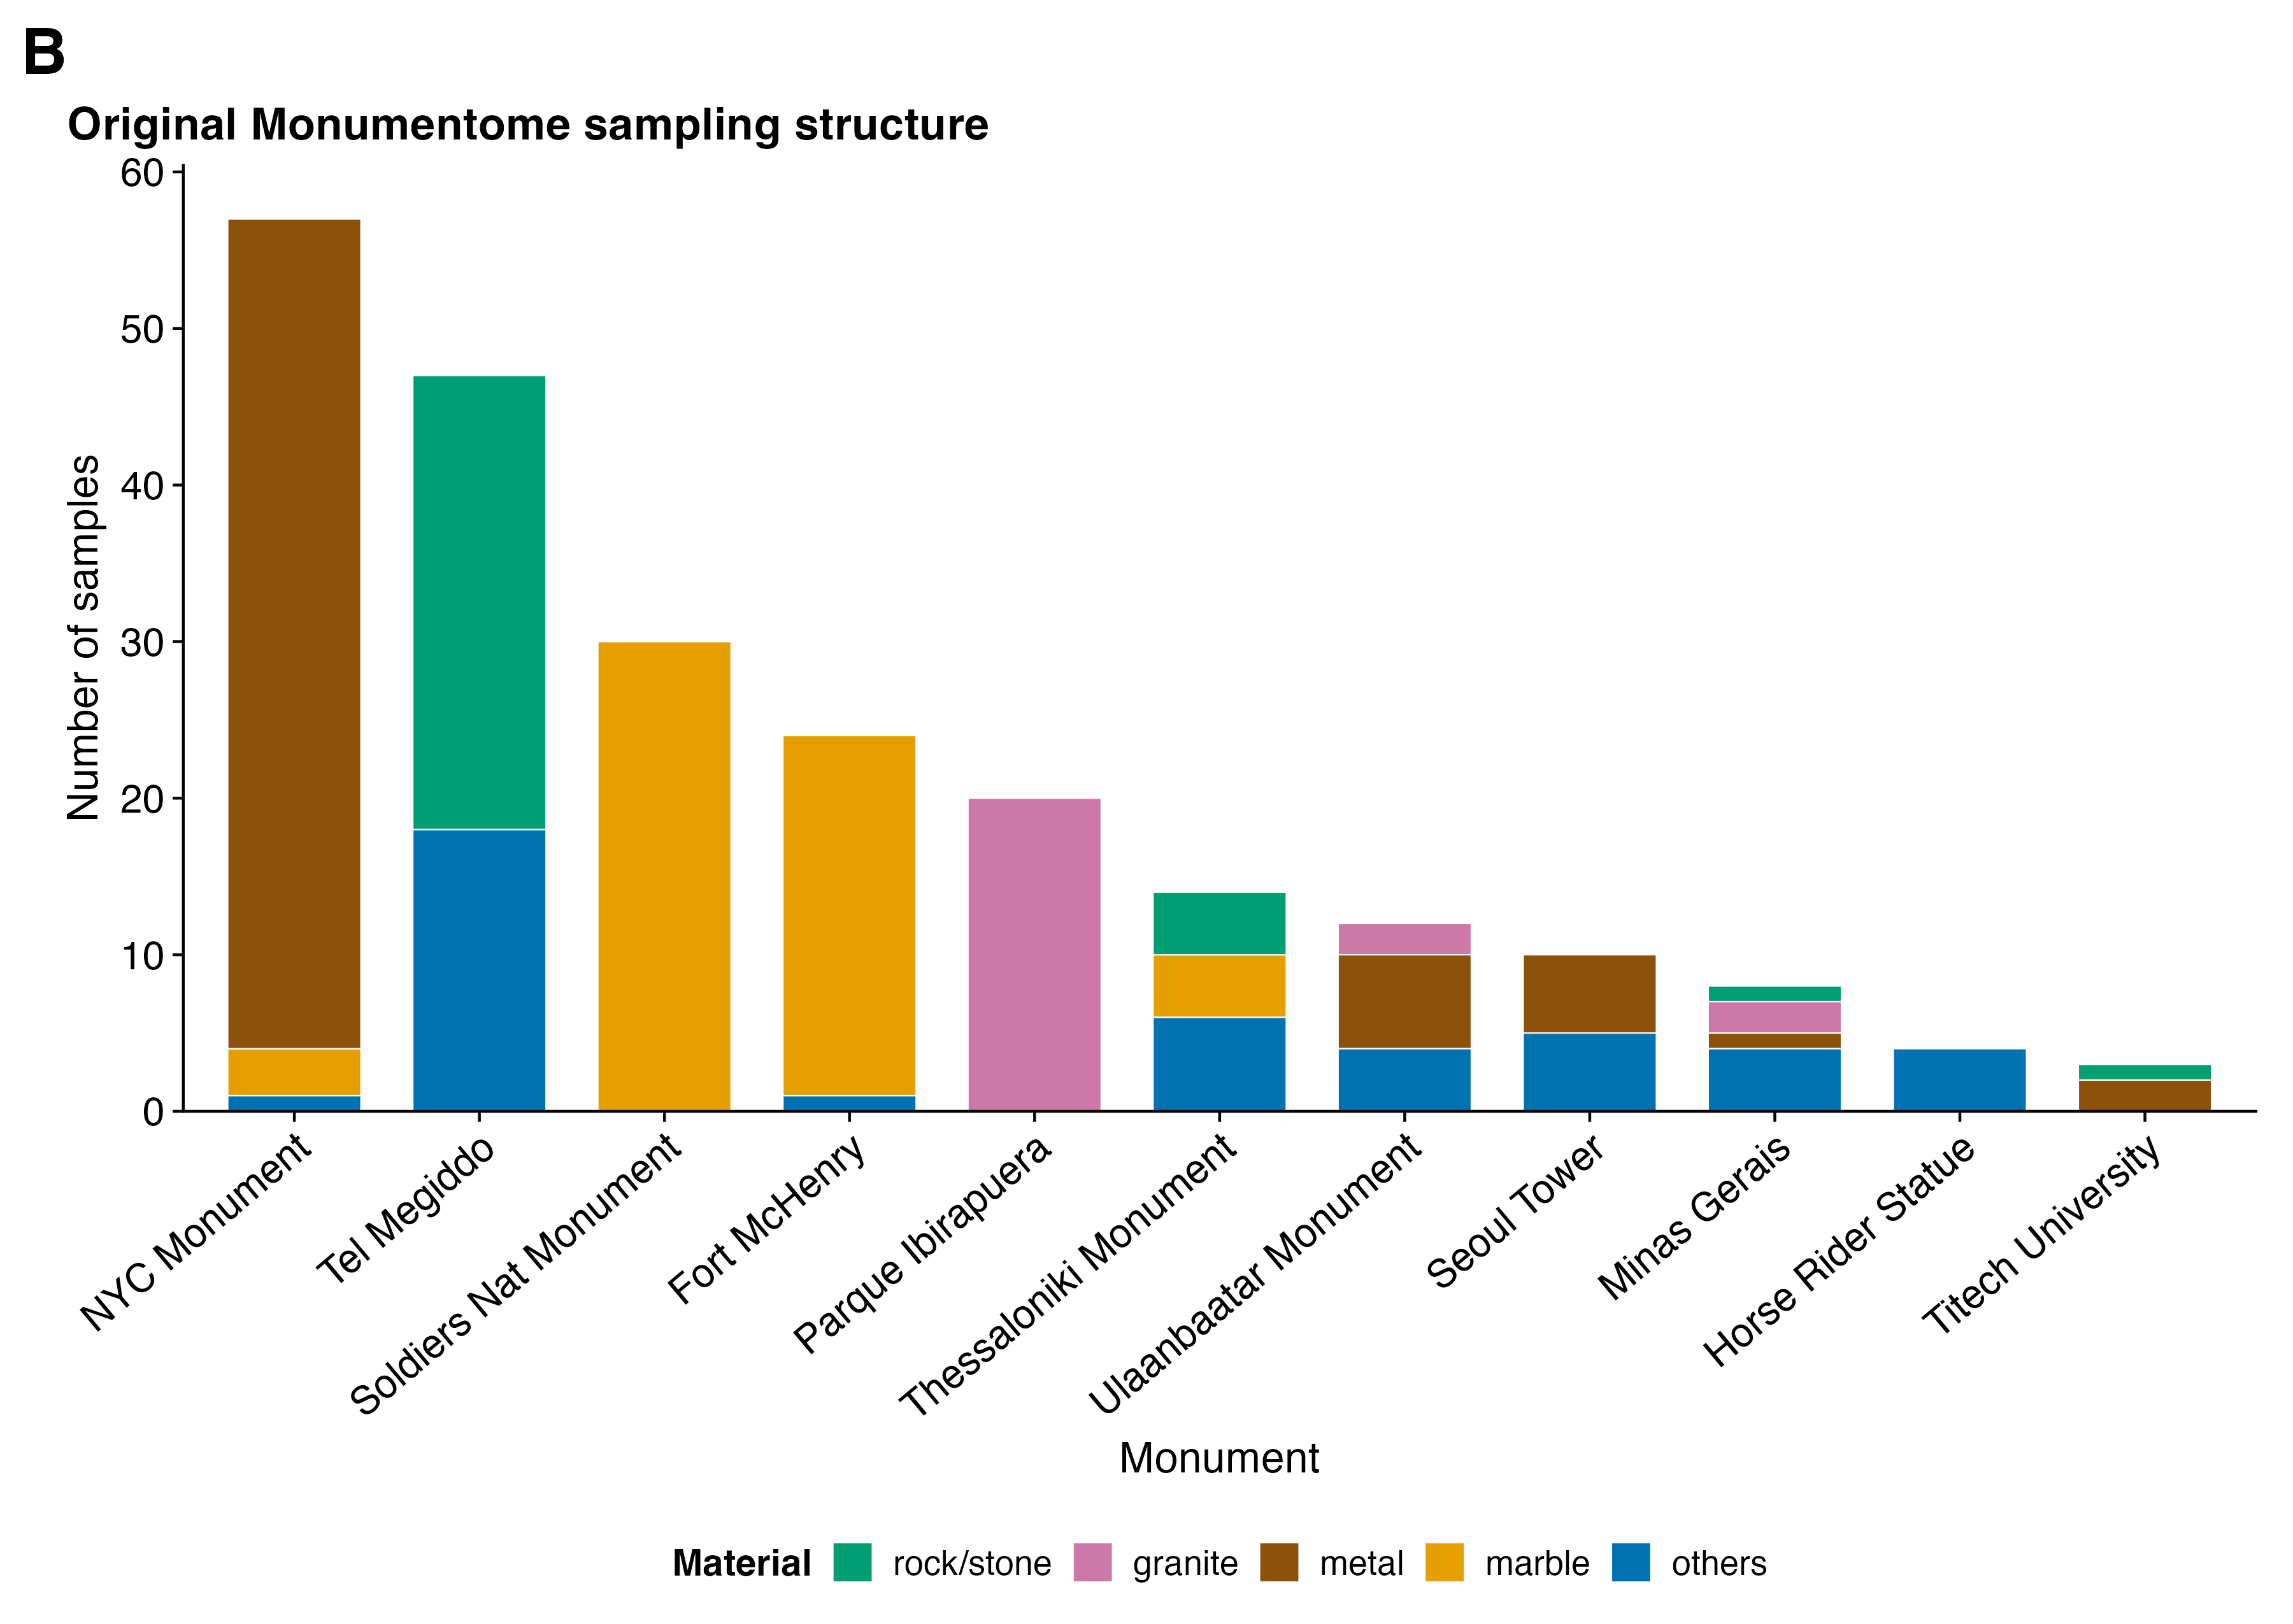 B
Original Monumentome sampling structure
60
50
40
30
20
10
0
Number of samples
NYC Monument
Tel Megiddo
Soldiers Nat Monument
Fort McHenry
Parque Ibirapuera
Thessaloniki Monument
Ulaanbaatar Monument
Seoul Tower
Minas Gerais
Horse Rider Statue
Titech University
Monument
Material rock/stone granite metal marble others